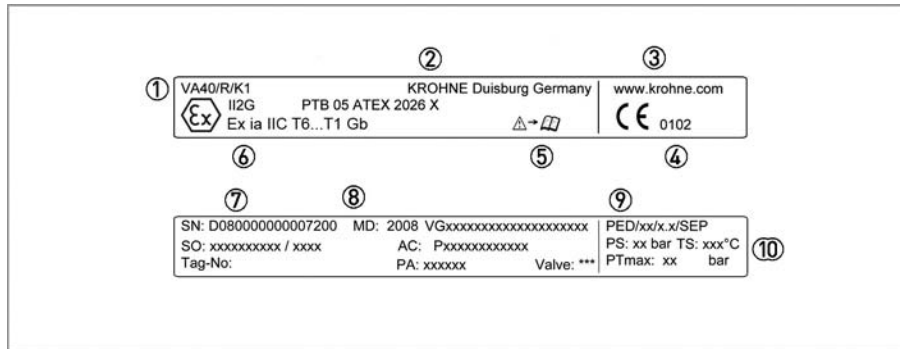 ② ③
① VA40/R/K1 KROHNE Duisburg Germany www.krohne.com
II2G PTB 05 ATEX 2026 X
Ex Ex ia IIC T6...T1 Gb CE 0102
⑥ ⑤ ④
⑦ ⑧ ⑨
SN: D080000000007200 MD: 2008 VGxxxxxxxxxxxxxxxxxxxxx PED/xx/x.x/SEP
SO: xxxxxxxxxx / xxxx AC: Pxxxxxxxxxxxx PS: xx bar TS: xxx°C ⑩
Tag-No: PA: xxxxxx Valve: *** PTmax: xx bar